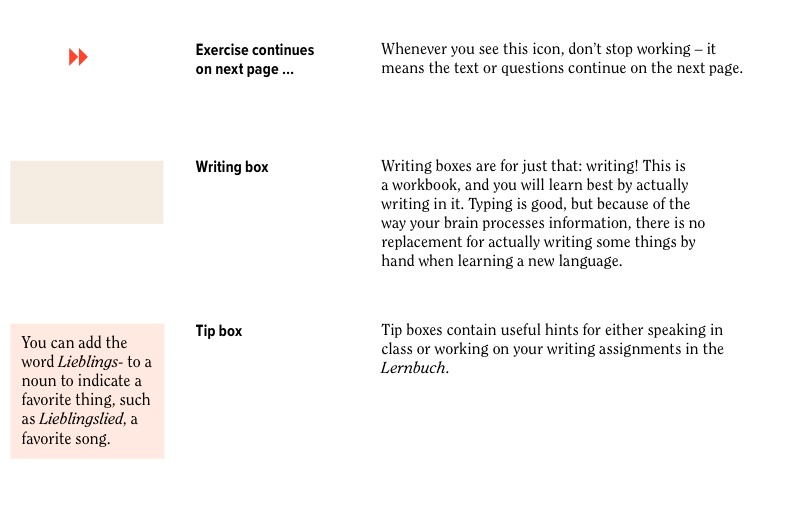 Exercise continues
on next page ...
Whenever you see this icon, don’t stop working – it
means the text or questions continue on the next page.
Writing box
Writing boxes are for just that: writing! This is
a workbook, and you will learn best by actually
writing in it. Typing is good, but because of the
way your brain processes information, there is no
replacement for actually writing some things by
hand when learning a new language.
You can add the
word Lieblings- to a
noun to indicate a
favorite thing, such
as Lieblingslied, a
favorite song.
Tip box
Tip boxes contain useful hints for either speaking in
class or working on your writing assignments in the
Lernbuch.